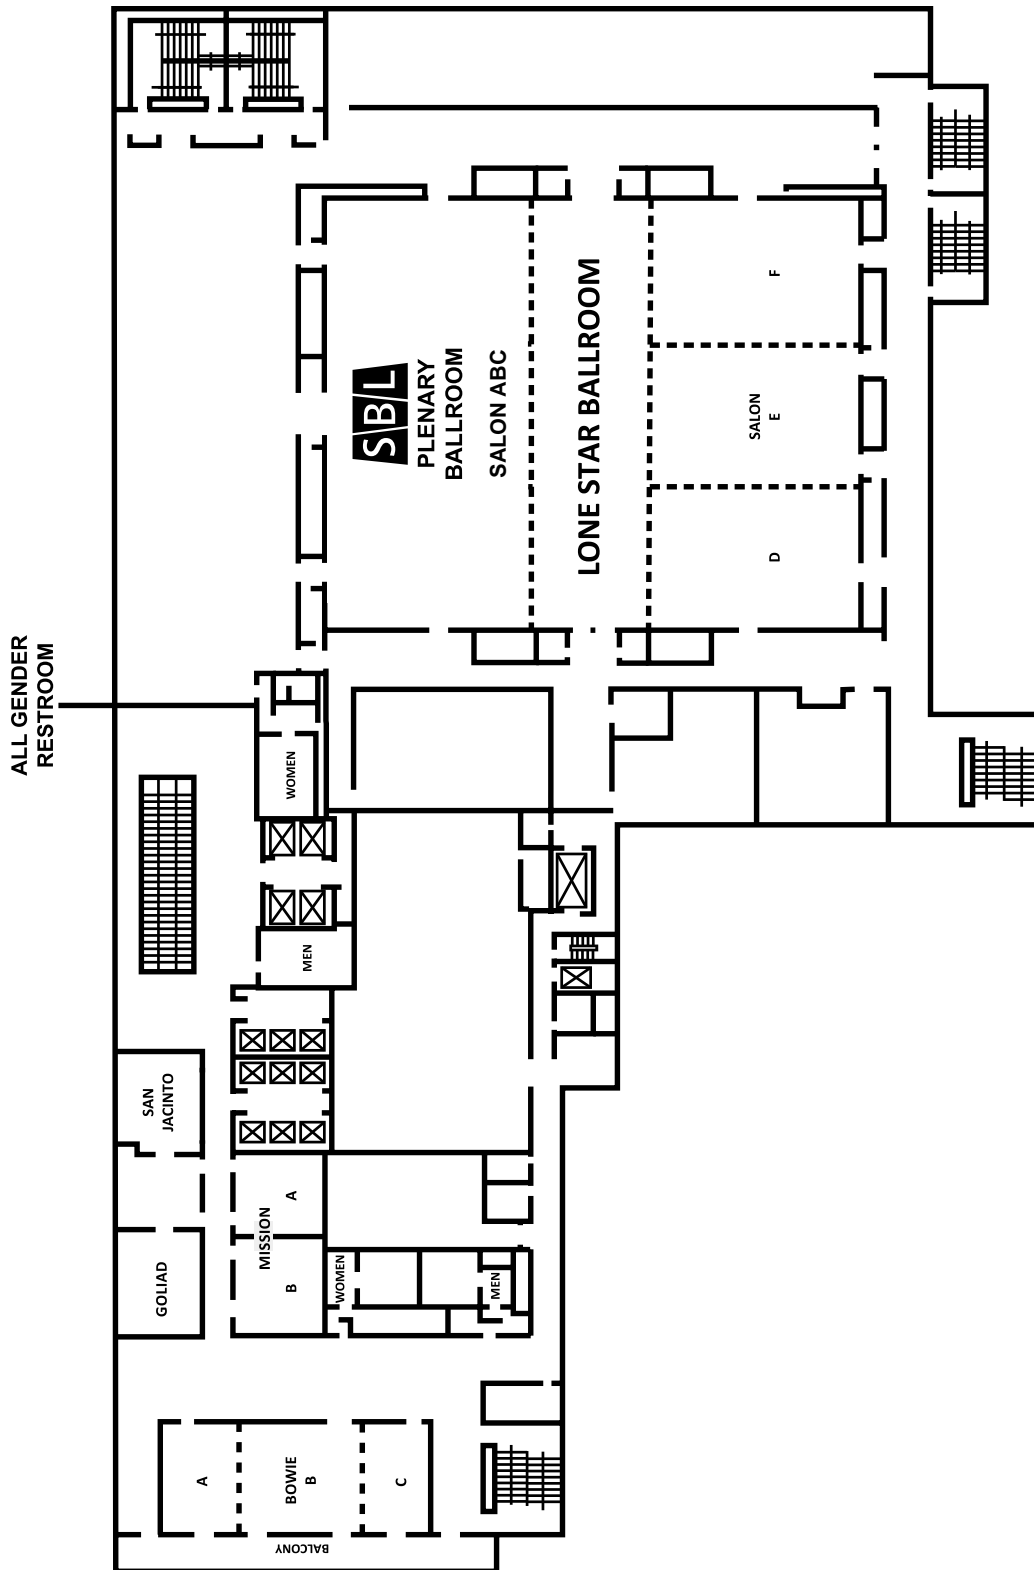 ALL GENDER
RESTROOM
SBL
PLENARY
BALLROOM
SALON ABC
LONE STAR BALLROOM
F
SALON
E
D
WOMEN
MEN
SAN
JACINTO
GOLIAD
MISSION
A
B
WOMEN
MEN
A
BOWIE
B
C
BALCONY